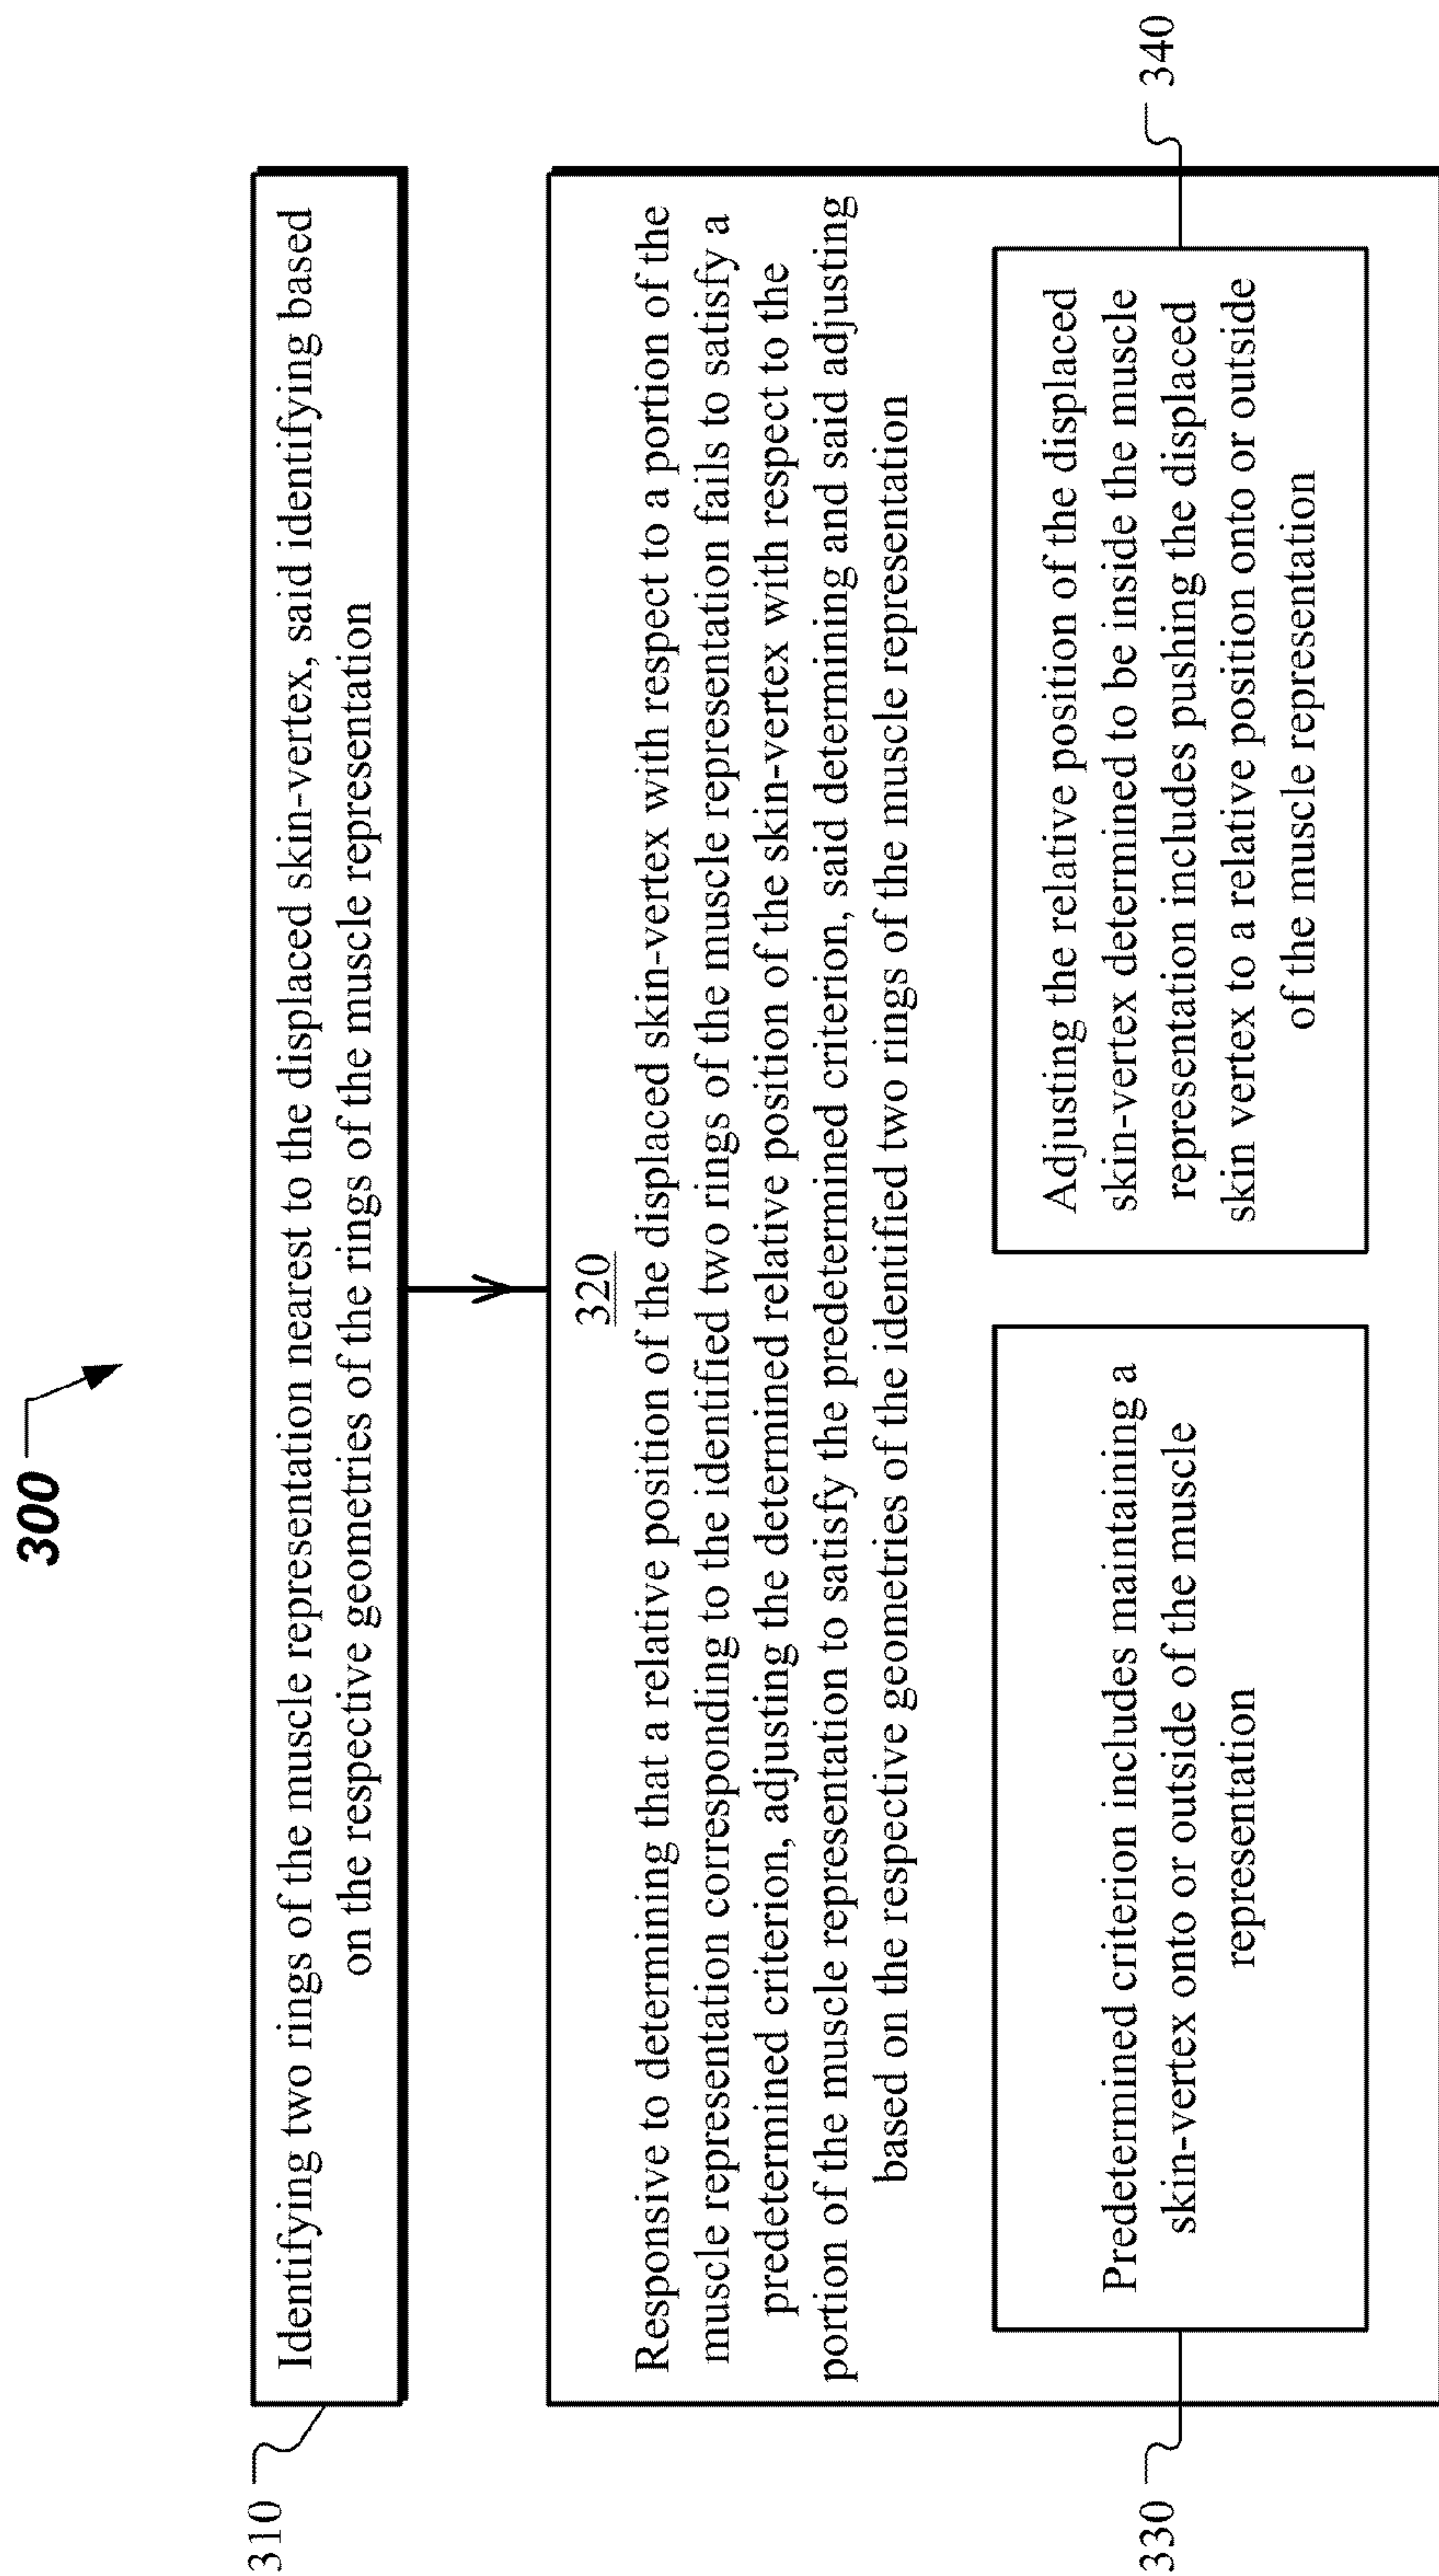 300
310
Identifying two rings of the muscle representation nearest to the displaced skin-vertex, said identifying based
on the respective geometries of the rings of the muscle representation
320
Responsive to determining that a relative position of the displaced skin-vertex with respect to a portion of the
muscle representation corresponding to the identified two rings of the muscle representation fails to satisfy a
predetermined criterion, adjusting the determined relative position of the skin-vertex with respect to the
portion of the muscle representation to satisfy the predetermined criterion, said determining and said adjusting
based on the respective geometries of the identified two rings of the muscle representation
330
Predetermined criterion includes maintaining a
skin-vertex onto or outside of the muscle
representation
340
Adjusting the relative position of the displaced
skin-vertex determined to be inside the muscle
representation includes pushing the displaced
skin vertex to a relative position onto or outside
of the muscle representation